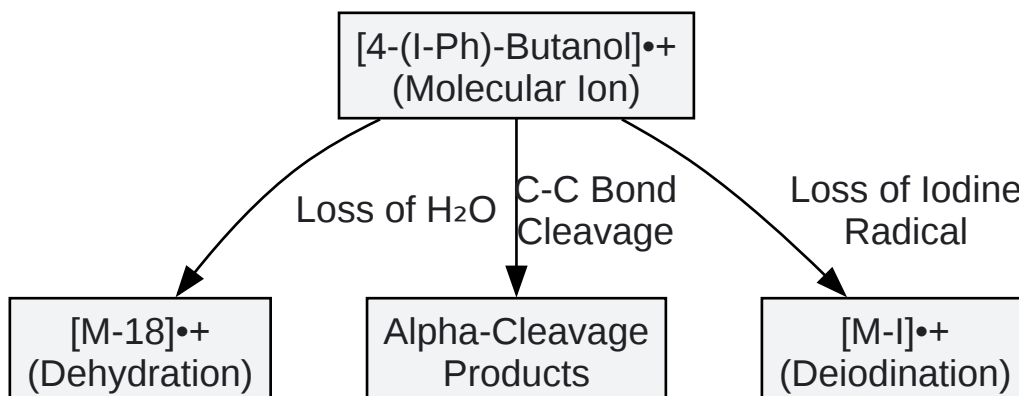 [4-(I-Ph)-Butanol]•+
(Molecular Ion)
Loss of H₂O
C-C Bond
Cleavage
Loss of Iodine
Radical
[M-18]•+
(Dehydration)
Alpha-Cleavage
Products
[M-I]•+
(Deiodination)